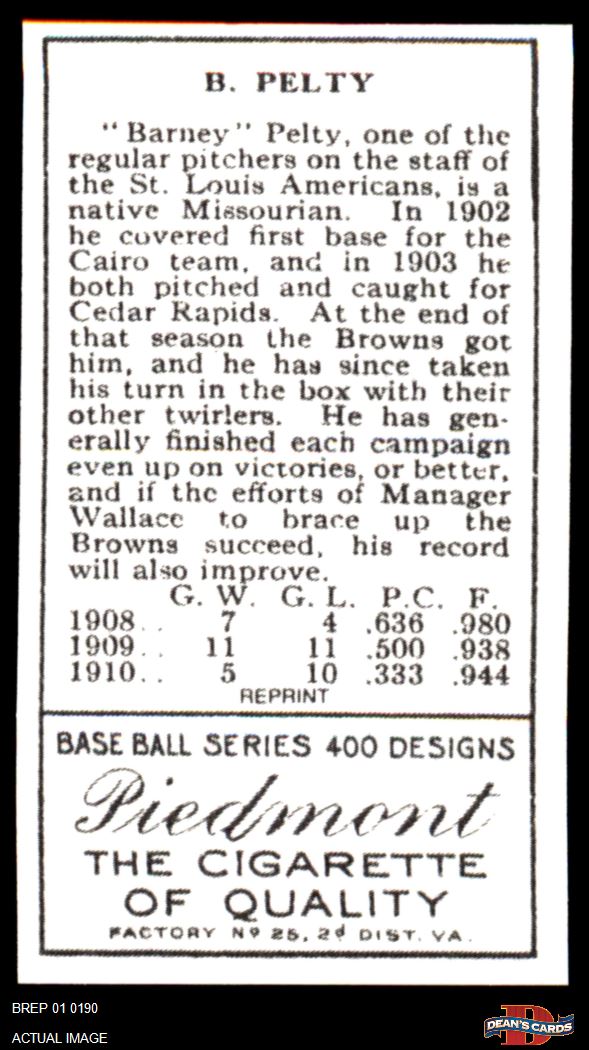 B. PELTY
"Barney" Pelty, one of the
regular pitchers on the staff of
the St. Louis Americans, is a
native Missourian. In 1902
he covered first base for the
Cairo team, and in 1903 he
both pitched and caught for
Cedar Rapids. At the end of
that season the Browns got
him, and he has since taken
his turn in the box with their
other twirlers. He has gen-
erally finished each campaign
even up on victories, or better,
and if the efforts of Manager
Wallace to brace up the
Browns succeed, his record
will also improve.
G. W. G. L. P.C. F.
1908.. 7 4 .636 .980
1909.. 11 11 .500 .938
1910.. 5 10 .333 .944
REPRINT
BASE BALL SERIES 400 DESIGNS
Piedmont
THE CIGARETTE
OF QUALITY
FACTORY Nº 25, 2d DIST. VA.
BREP 01 0190
ACTUAL IMAGE
D
DEAN'S CARDS